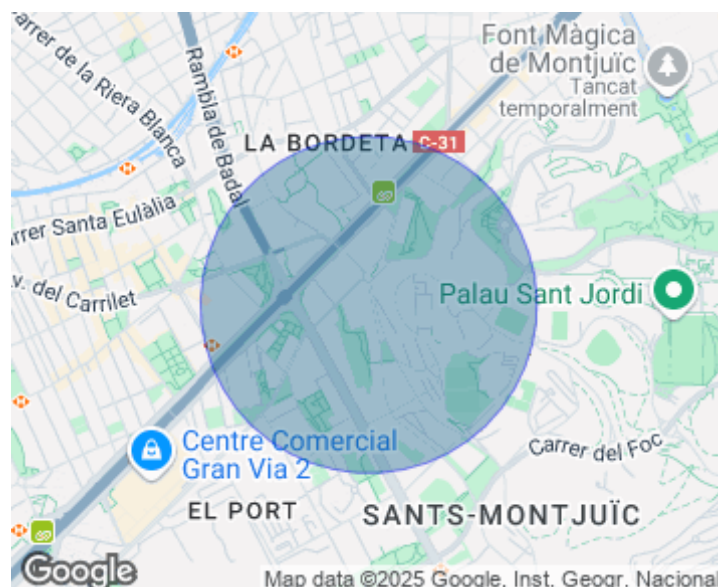 Carrer de la Riera Blanca
Rambla de Badal
Font Màgica
de Montjuïc
Tancat
temporalment
LA BORDETA
C-31
rrer Santa Eulàlia
v. del Carrilet
Palau Sant Jordi
Centre Comercial
Gran Via 2
Carrer del Foc
EL PORT
SANTS-MONTJUÏC
Google
Map data ©2025 Google, Inst. Geogr. Nacional